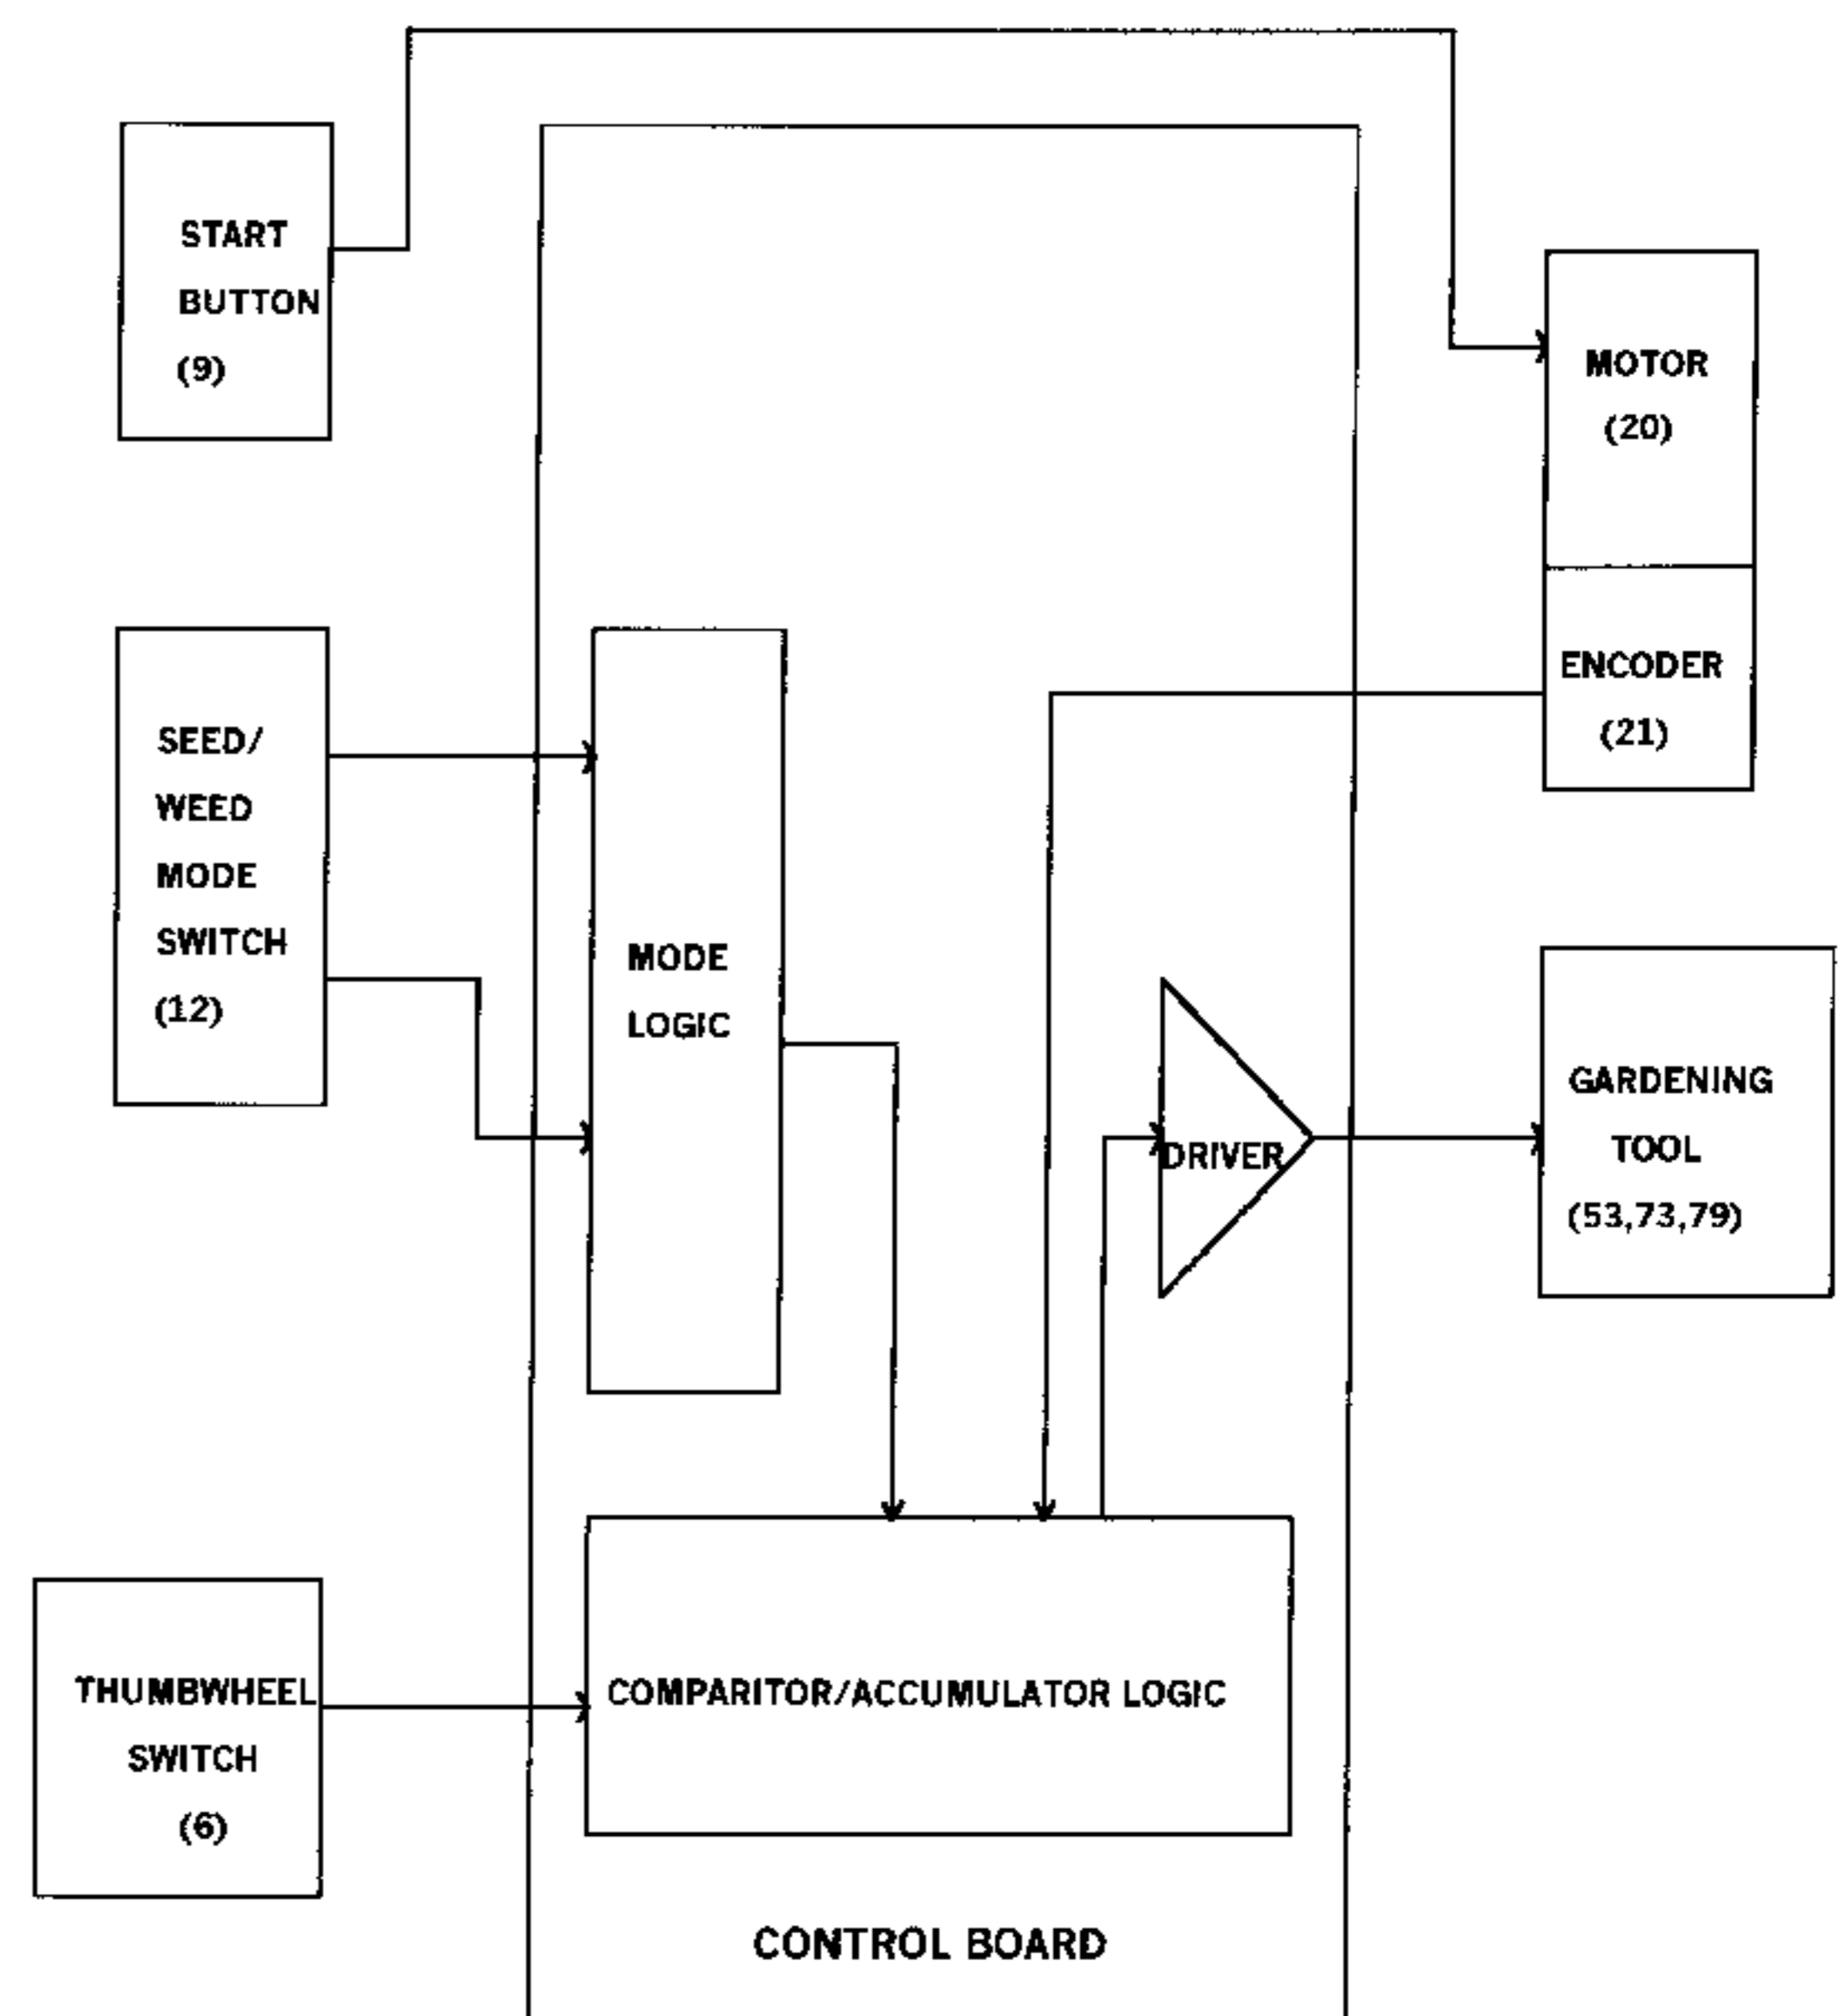 START
BUTTON
(9)
MOTOR
(20)
ENCODER
(21)
SEED/
WEED
MODE
SWITCH
(12)
MODE
LOGIC
DRIVER
GARDENING
TOOL
(53,73,79)
THUMBWHEEL
SWITCH
(6)
COMPARITOR/ACCUMULATOR LOGIC
CONTROL BOARD